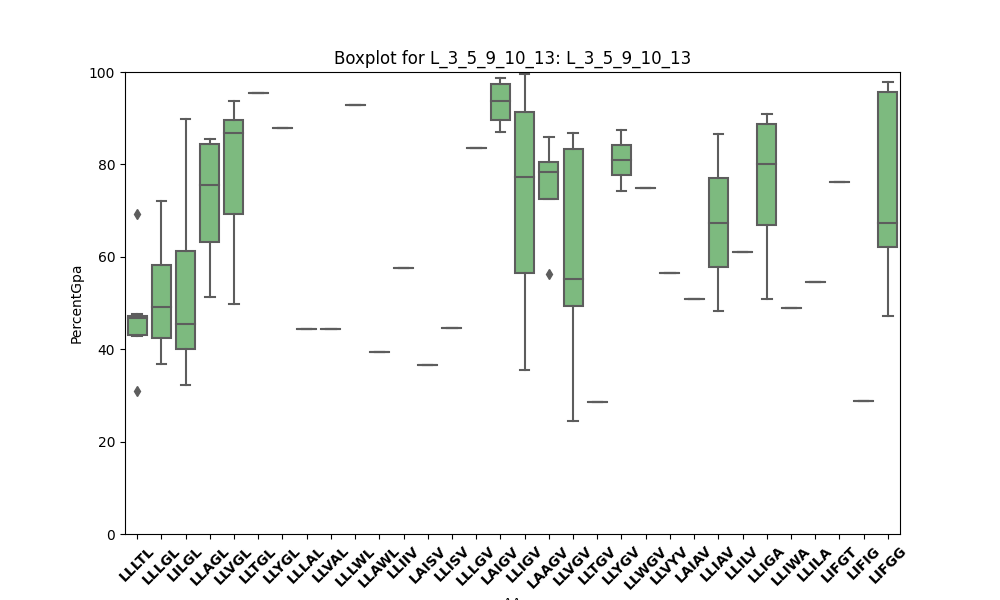 Boxplot for L_3_5_9_10_13: L_3_5_9_10_13
PercentGpa
100
80
60
40
20
0
LLLTL
LLLGL
LILGL
LLAGL
LLVGL
LLTGL
LLYGL
LLLAL
LLVAL
LLLWL
LLAWL
LLIIV
LAISV
LLISV
LLLGV
LAIGV
LLIGV
LAAGV
LLVGV
LLTGV
LLYGV
LLWGV
LLVYV
LAIAV
LLIAV
LLILV
LLIGA
LLIWA
LLILA
LIFGT
LIFIG
LIFGG